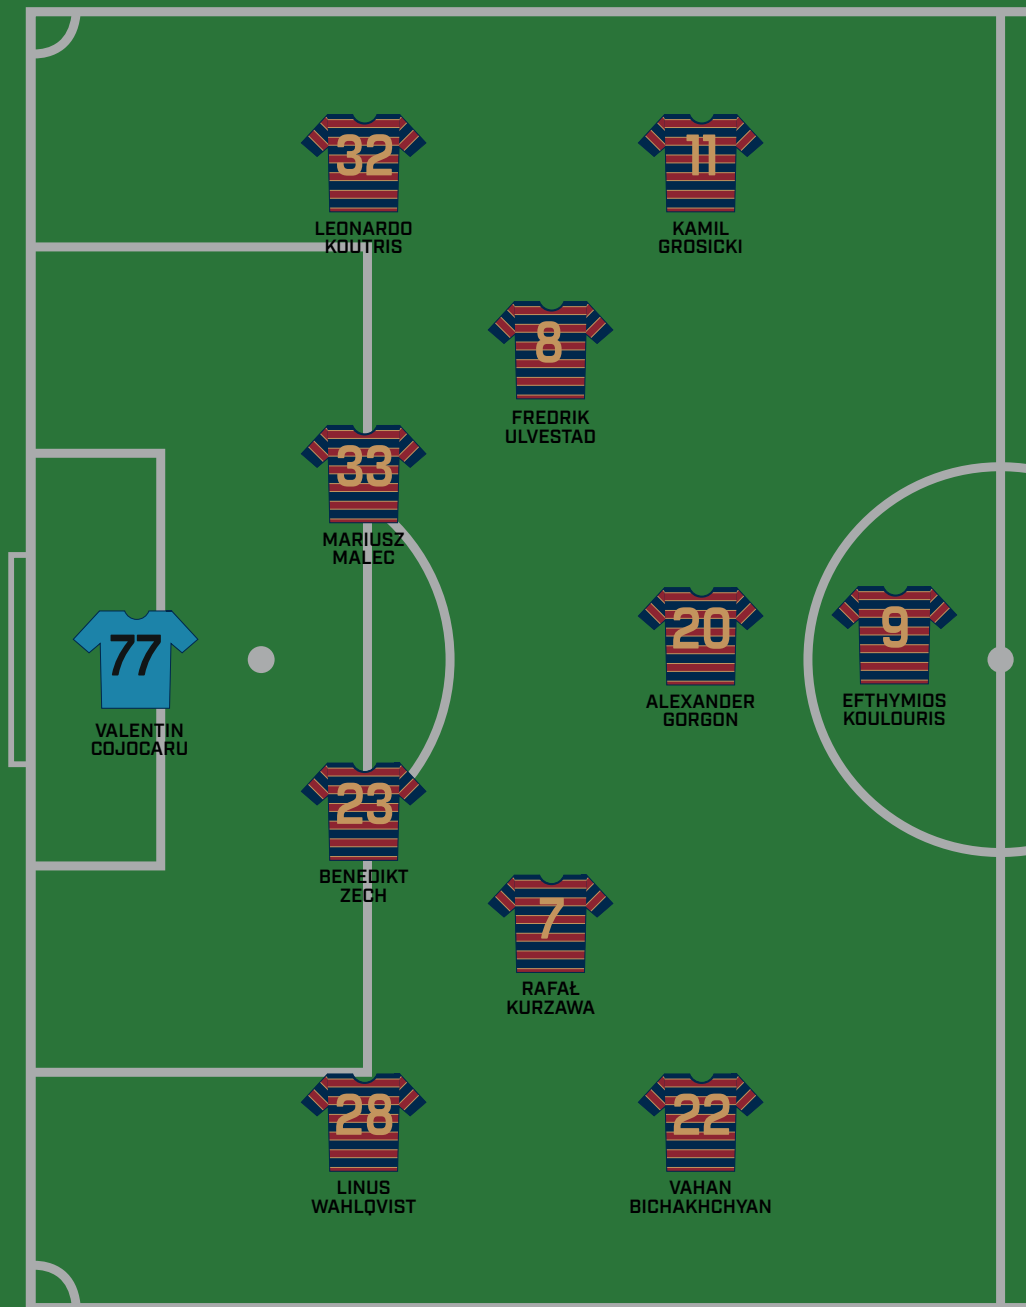 32
LEONARDO
KOUTRIS
11
KAMIL
GROSICKI
8
FREDRIK
ULVESTAD
33
MARIUSZ
MALEC
77
VALENTIN
COJOCARU
20
ALEXANDER
GORGON
9
EFTHYMIOS
KOULOURIS
23
BENEDIKT
ZECH
7
RAFAŁ
KURZAWA
28
LINUS
WAHLQVIST
22
VAHAN
BICHAKHCHYAN